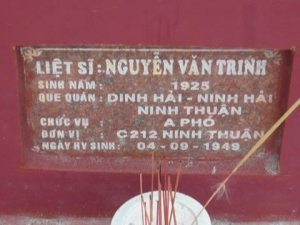 LIỆT SĨ : NGUYỄN VĂN TRINH
SINH NĂM : 1925
QUÊ QUÁN : DINH HẢI - NINH HẢI
NINH THUẬN
CHỨC VỤ : A PHÓ
ĐƠN VỊ : C212 NINH THUẬN
NGÀY HY SINH : 04 - 09 - 1949